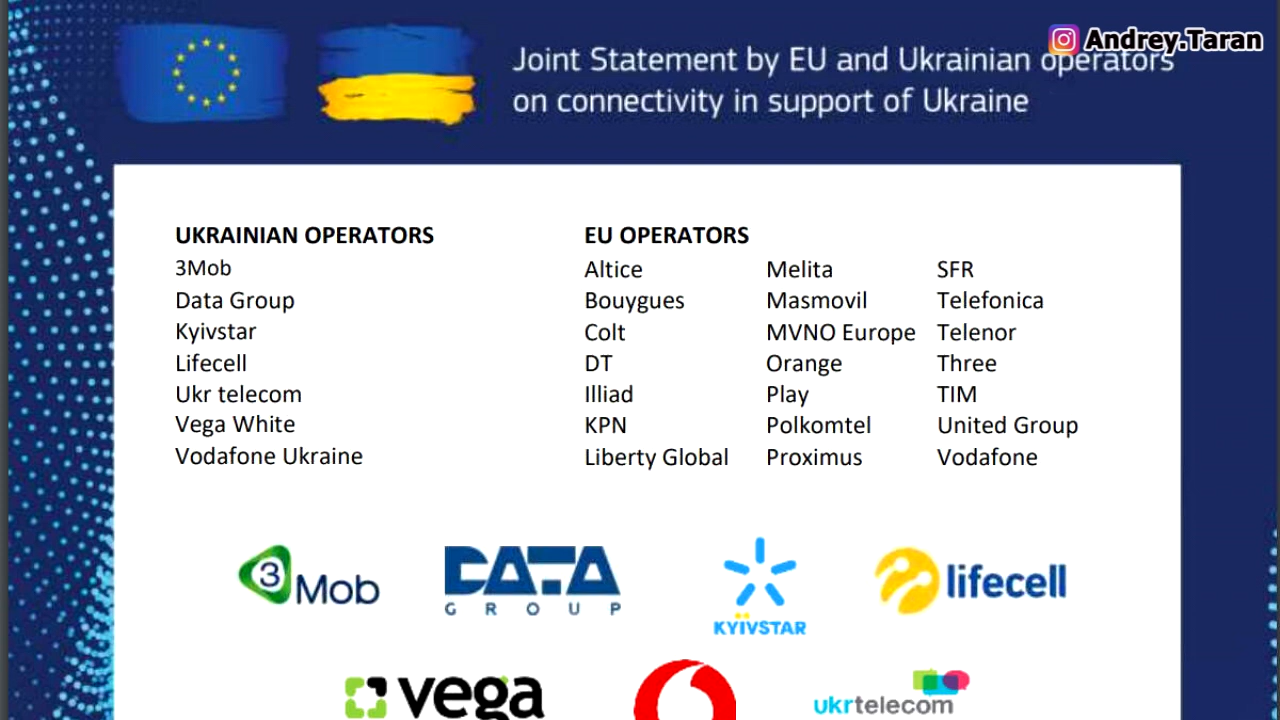 Andrey.Taran
Joint Statement by EU and Ukrainian operators
on connectivity in support of Ukraine
UKRAINIAN OPERATORS
3Mob
Data Group
Kyivstar
Lifecell
Ukr telecom
Vega White
Vodafone Ukraine
EU OPERATORS
Altice
Bouygues
Colt
DT
Illiad
KPN
Liberty Global
Melita
Masmovil
MVNO Europe
Orange
Play
Polkomtel
Proximus
SFR
Telefonica
Telenor
Three
TIM
United Group
Vodafone
3Mob
DATA
GROUP
KYÏVSTAR
lifecell
vega
ukrtelecom